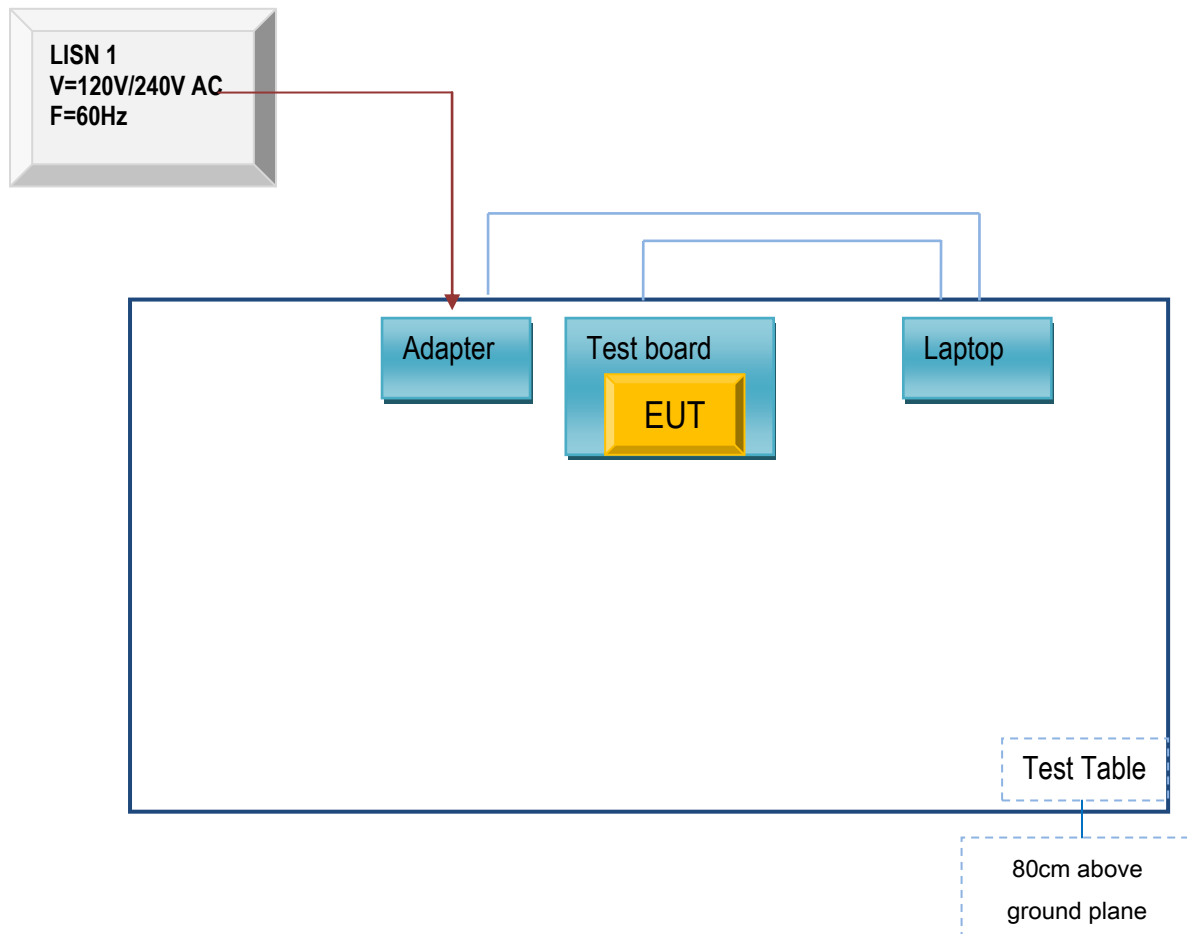 LISN 1
V=120V/240V AC
F=60Hz
Adapter
Test board
Laptop
EUT
Test Table
80cm above
ground plane